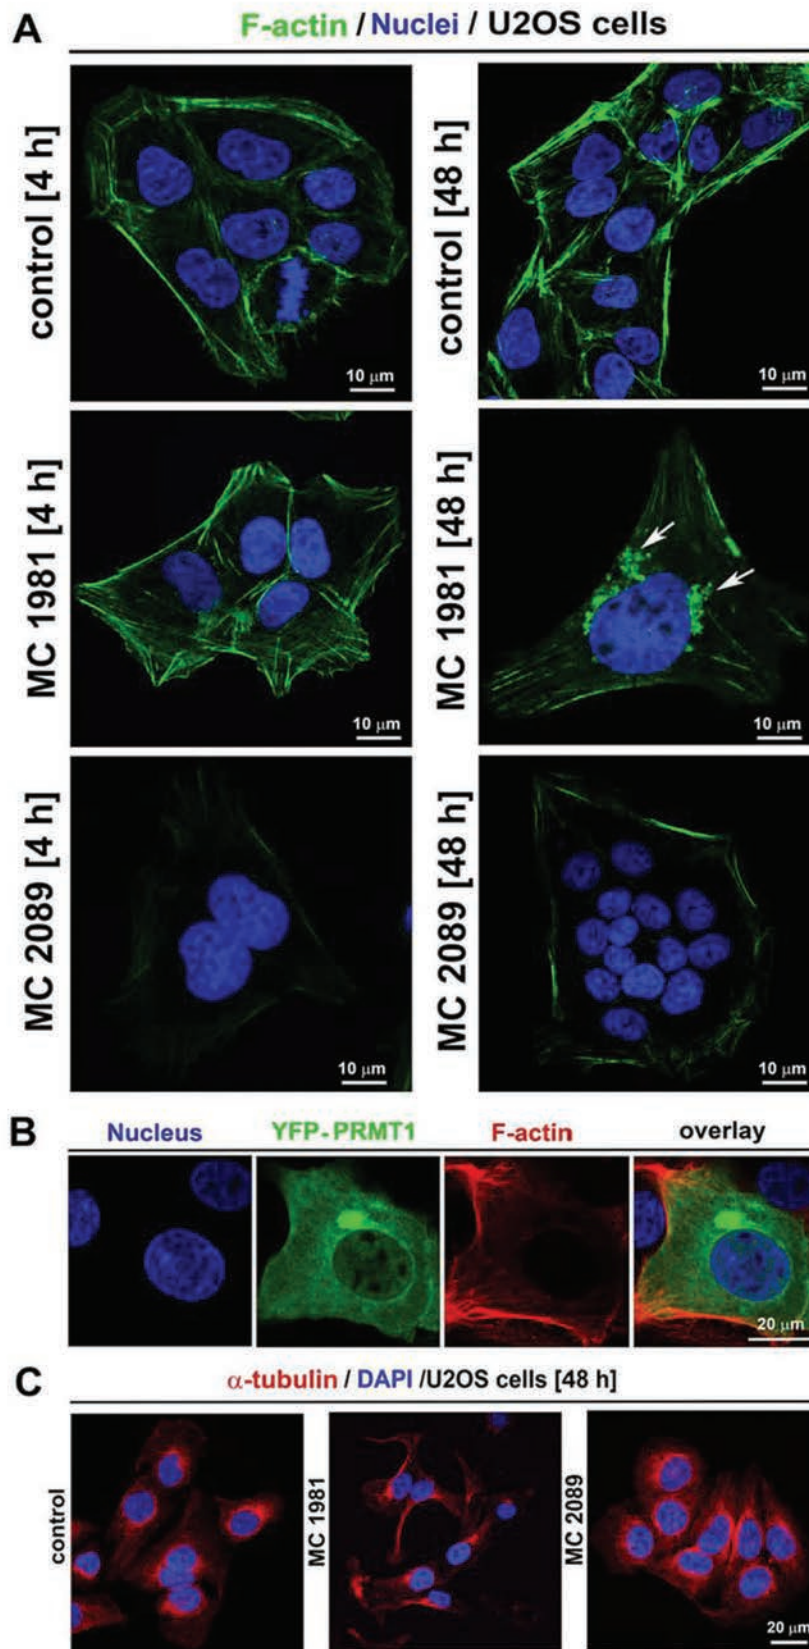 A
F-actin / Nuclei / U2OS cells
control [4 h]
10 µm
control [48 h]
10 µm
MC 1981 [4 h]
10 µm
MC 1981 [48 h]
10 µm
MC 2089 [4 h]
10 µm
MC 2089 [48 h]
10 µm
B
Nucleus
YFP-PRMT1
F-actin
overlay
20 µm
C
α-tubulin / DAPI /U2OS cells [48 h]
control
MC 1981
MC 2089
20 µm